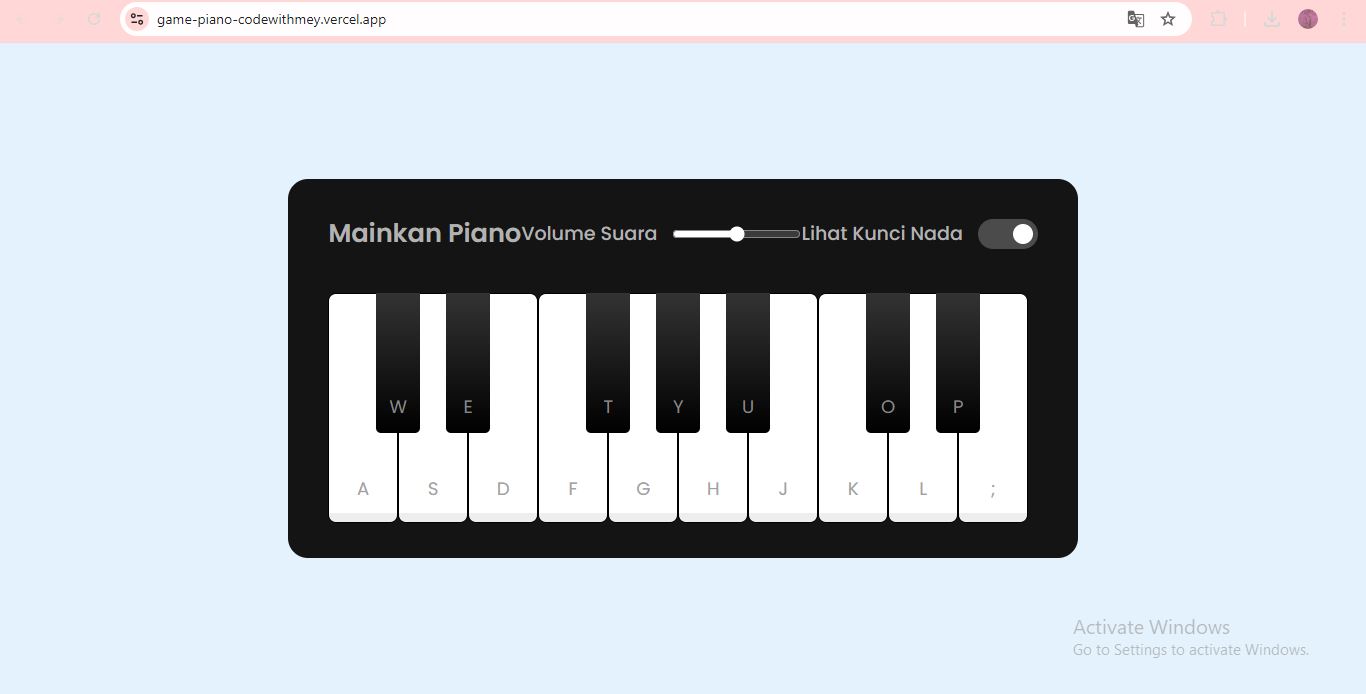 game-piano-codewithmey.vercel.app
Mainkan Piano Volume Suara Lihat Kunci Nada
W E T Y U O P
A S D F G H J K L ;
Activate Windows
Go to Settings to activate Windows.